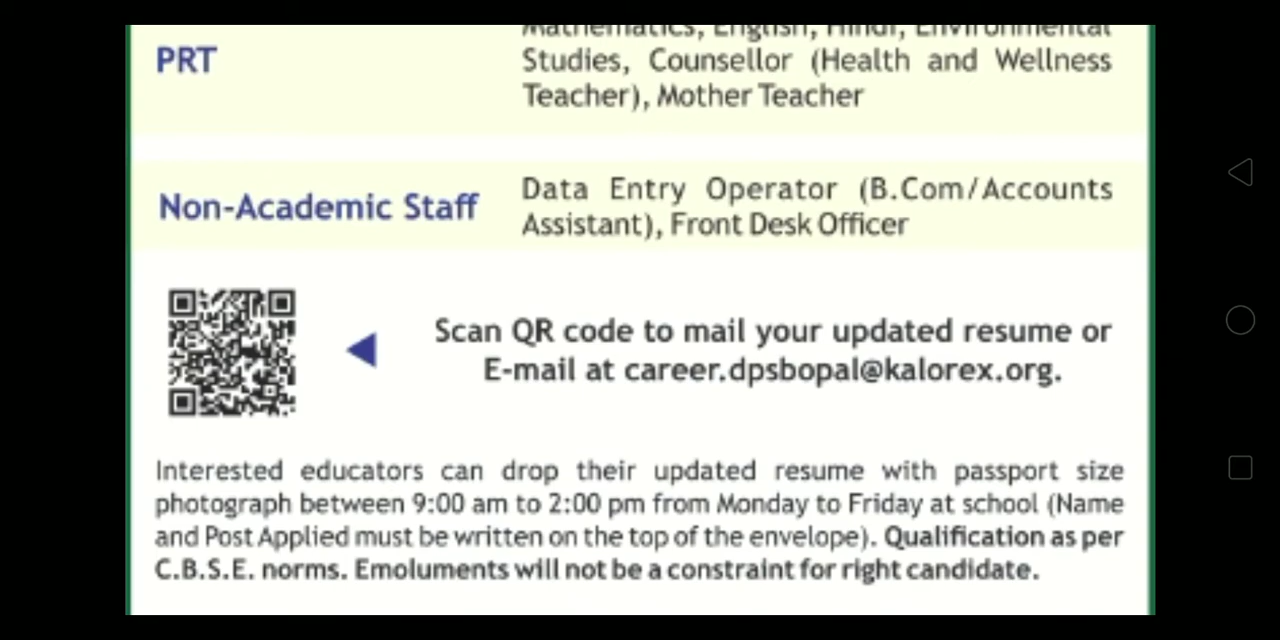 PRT
Mathematics, English, Hindi, Environmental
Studies, Counsellor (Health and Wellness
Teacher), Mother Teacher
Non-Academic Staff
Data Entry Operator (B.Com/Accounts
Assistant), Front Desk Officer
Scan QR code to mail your updated resume or
E-mail at career.dpsbopal@kalorex.org.
Interested educators can drop their updated resume with passport size
photograph between 9:00 am to 2:00 pm from Monday to Friday at school (Name
and Post Applied must be written on the top of the envelope). Qualification as per
C.B.S.E. norms. Emoluments will not be a constraint for right candidate.